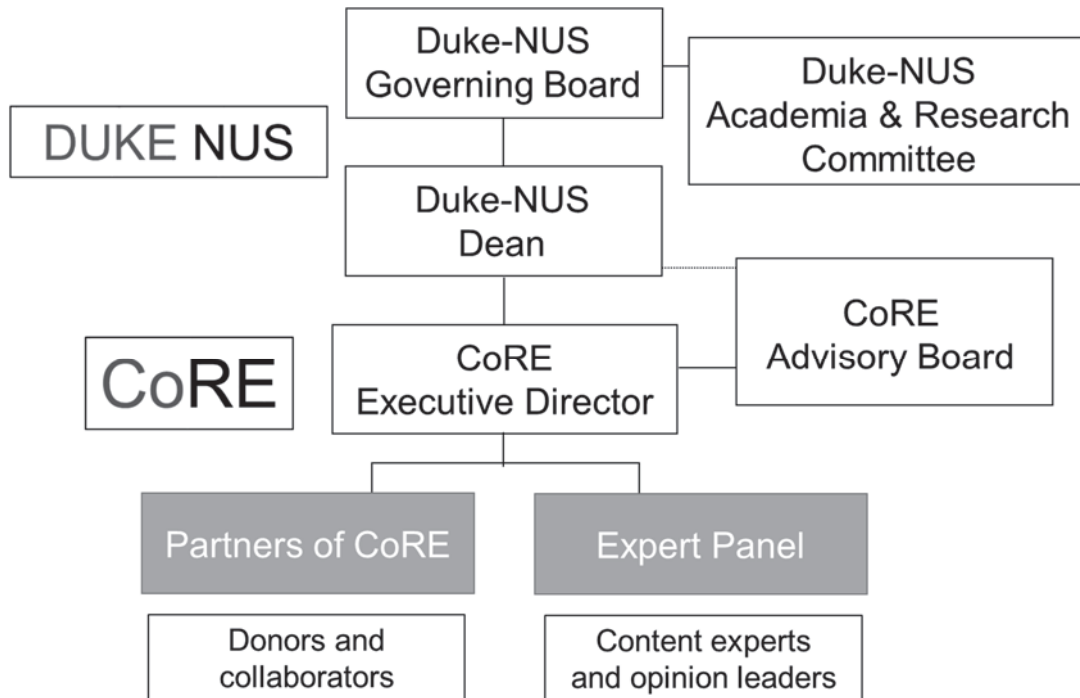 Duke-NUS
Governing Board
Duke-NUS
Academia & Research
Committee
DUKE NUS
Duke-NUS
Dean
CoRE
Advisory Board
CoRE
CoRE
Executive Director
Partners of CoRE
Expert Panel
Donors and
collaborators
Content experts
and opinion leaders